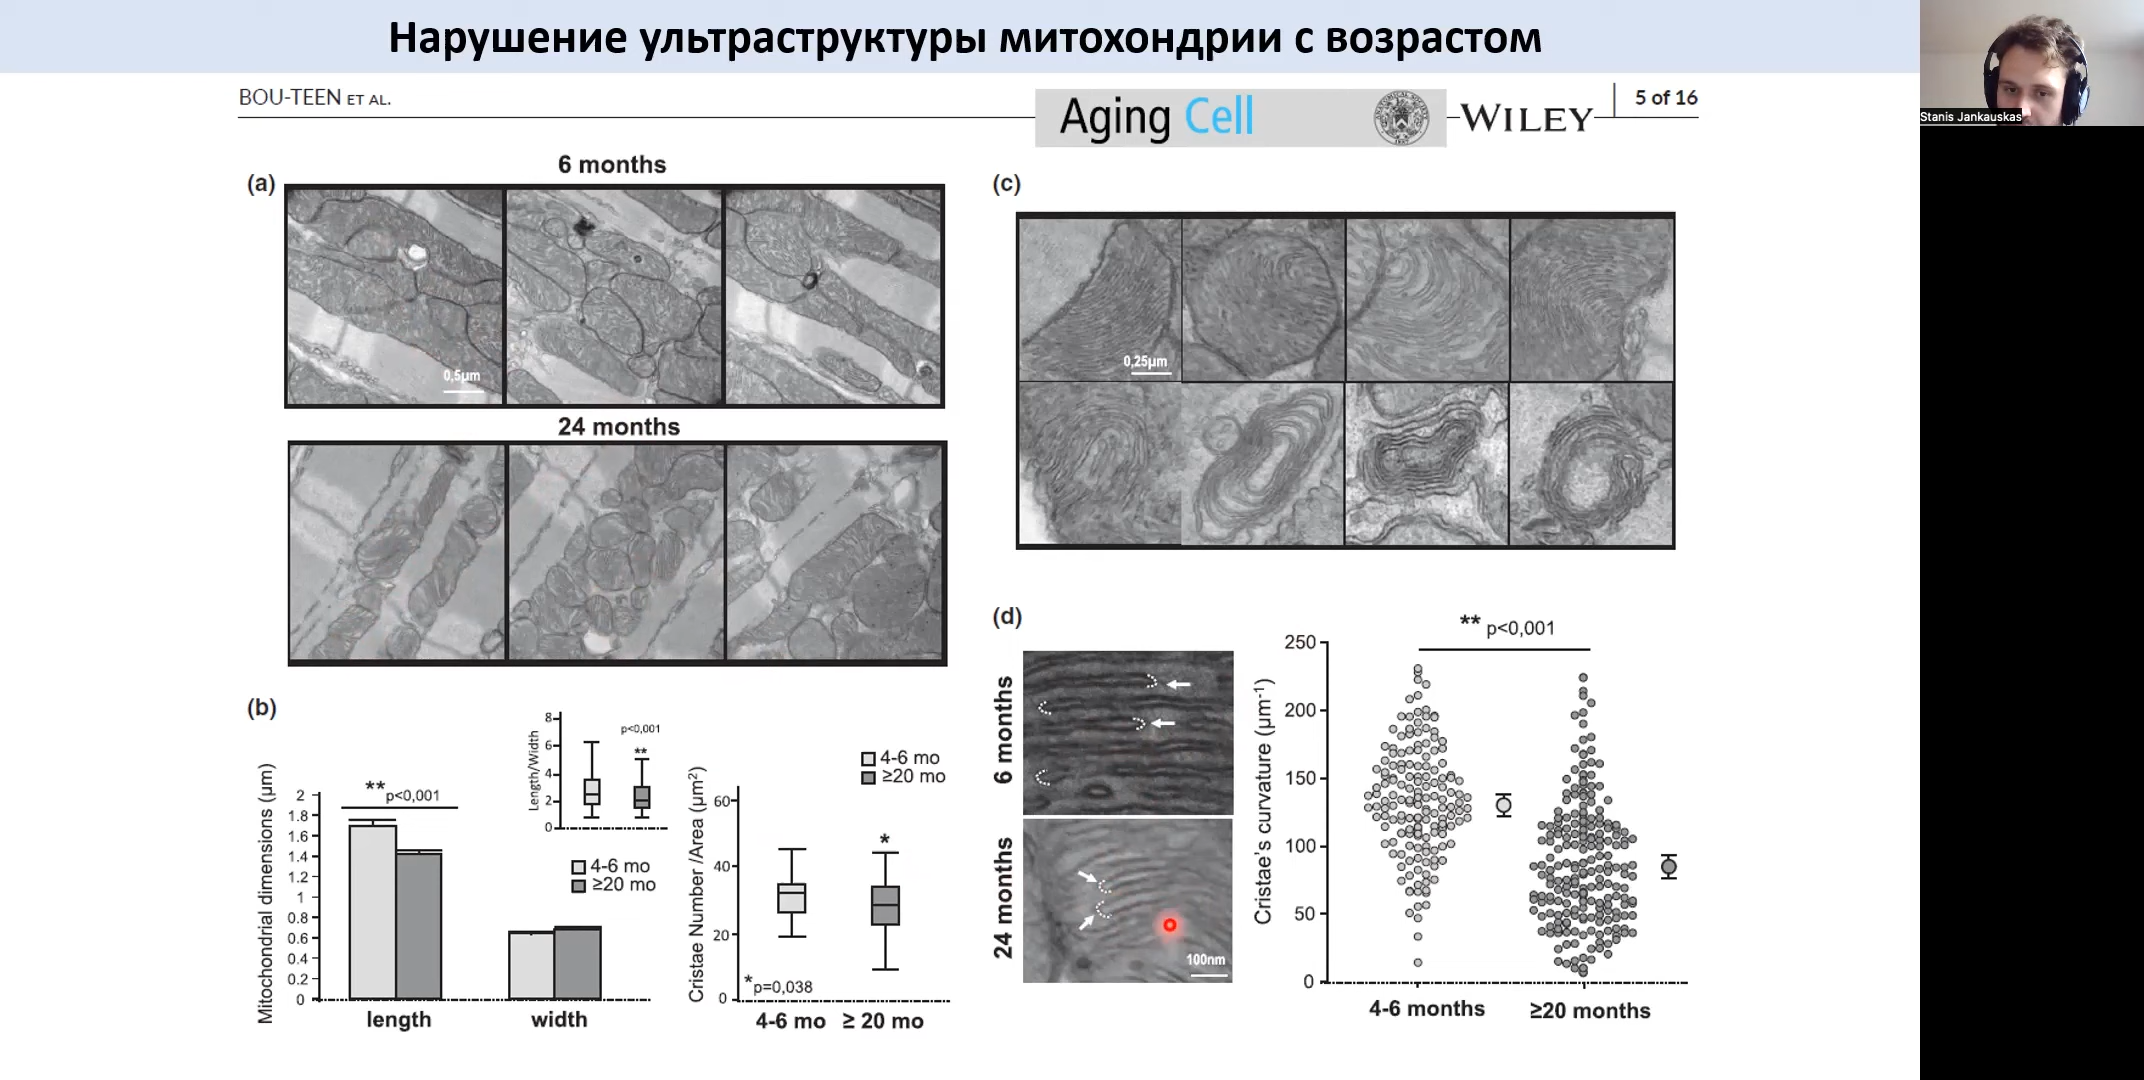 Нарушение ультраструктуры митохондрии с возрастом
Stanis Jankauskas
BOU-TEEN ET AL.
Aging Cell
WILEY
5 of 16
(a)
6 months
0,5µm
24 months
(b)
Mitochondrial dimensions (µm)
2
1.8
1.6
1.4
1.2
1
0.8
0.6
0.4
0.2
0
**p<0,001
length
width
4-6 mo
≥20 mo
Length/Width
8
6
4
2
0
p<0,001
**
Cristae Number /Area (µm²)
60
40
20
0
4-6 mo
≥20 mo
*
*p=0,038
4-6 mo
≥ 20 mo
(c)
0,25µm
(d)
6 months
24 months
100nm
Cristae's curvature (µm⁻¹)
250
200
150
100
50
0
** p<0,001
4-6 months
≥20 months